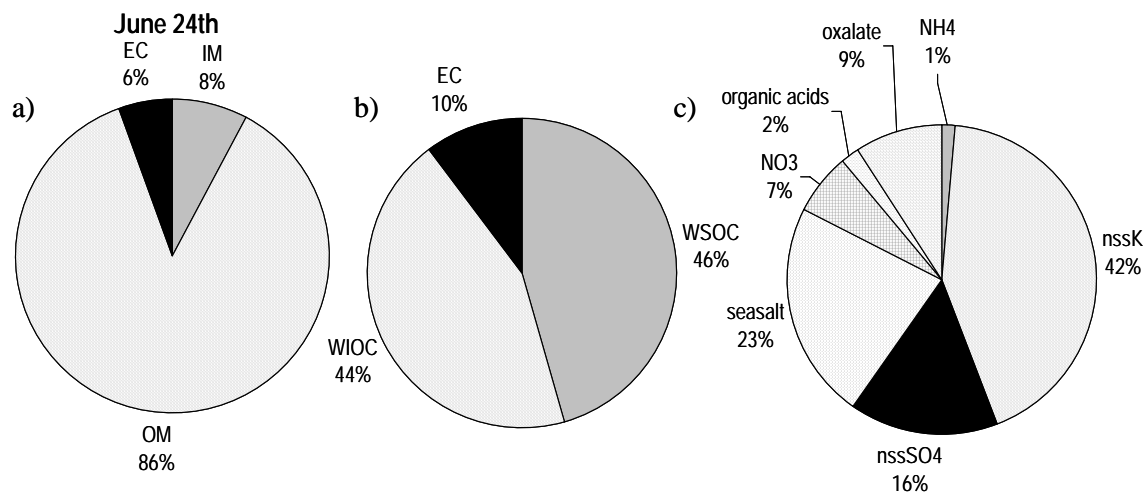 June 24th
a)
EC
6%
IM
8%
OM
86%
b)
EC
10%
WSOC
46%
WIOC
44%
c)
NH4
1%
nssK
42%
nssSO4
16%
seasalt
23%
NO3
7%
organic acids
2%
oxalate
9%